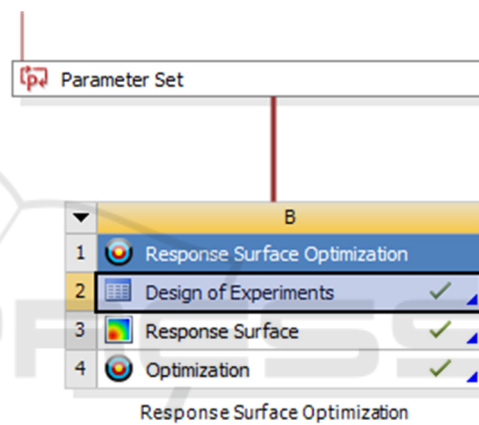 Parameter Set
B
1 Response Surface Optimization
2 Design of Experiments
3 Response Surface
4 Optimization
Response Surface Optimization